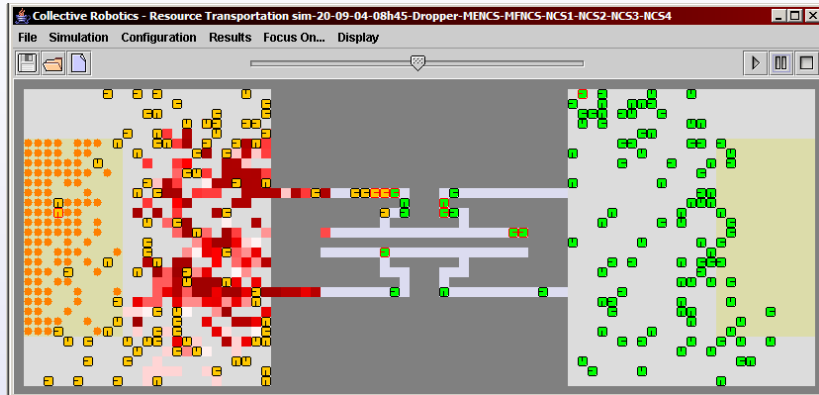 Collective Robotics - Resource Transportation sim-20-09-04-08h45-Dropper-MENCS-MFNCS-NCS1-NCS2-NCS3-NCS4
File Simulation Configuration Results Focus On... Display